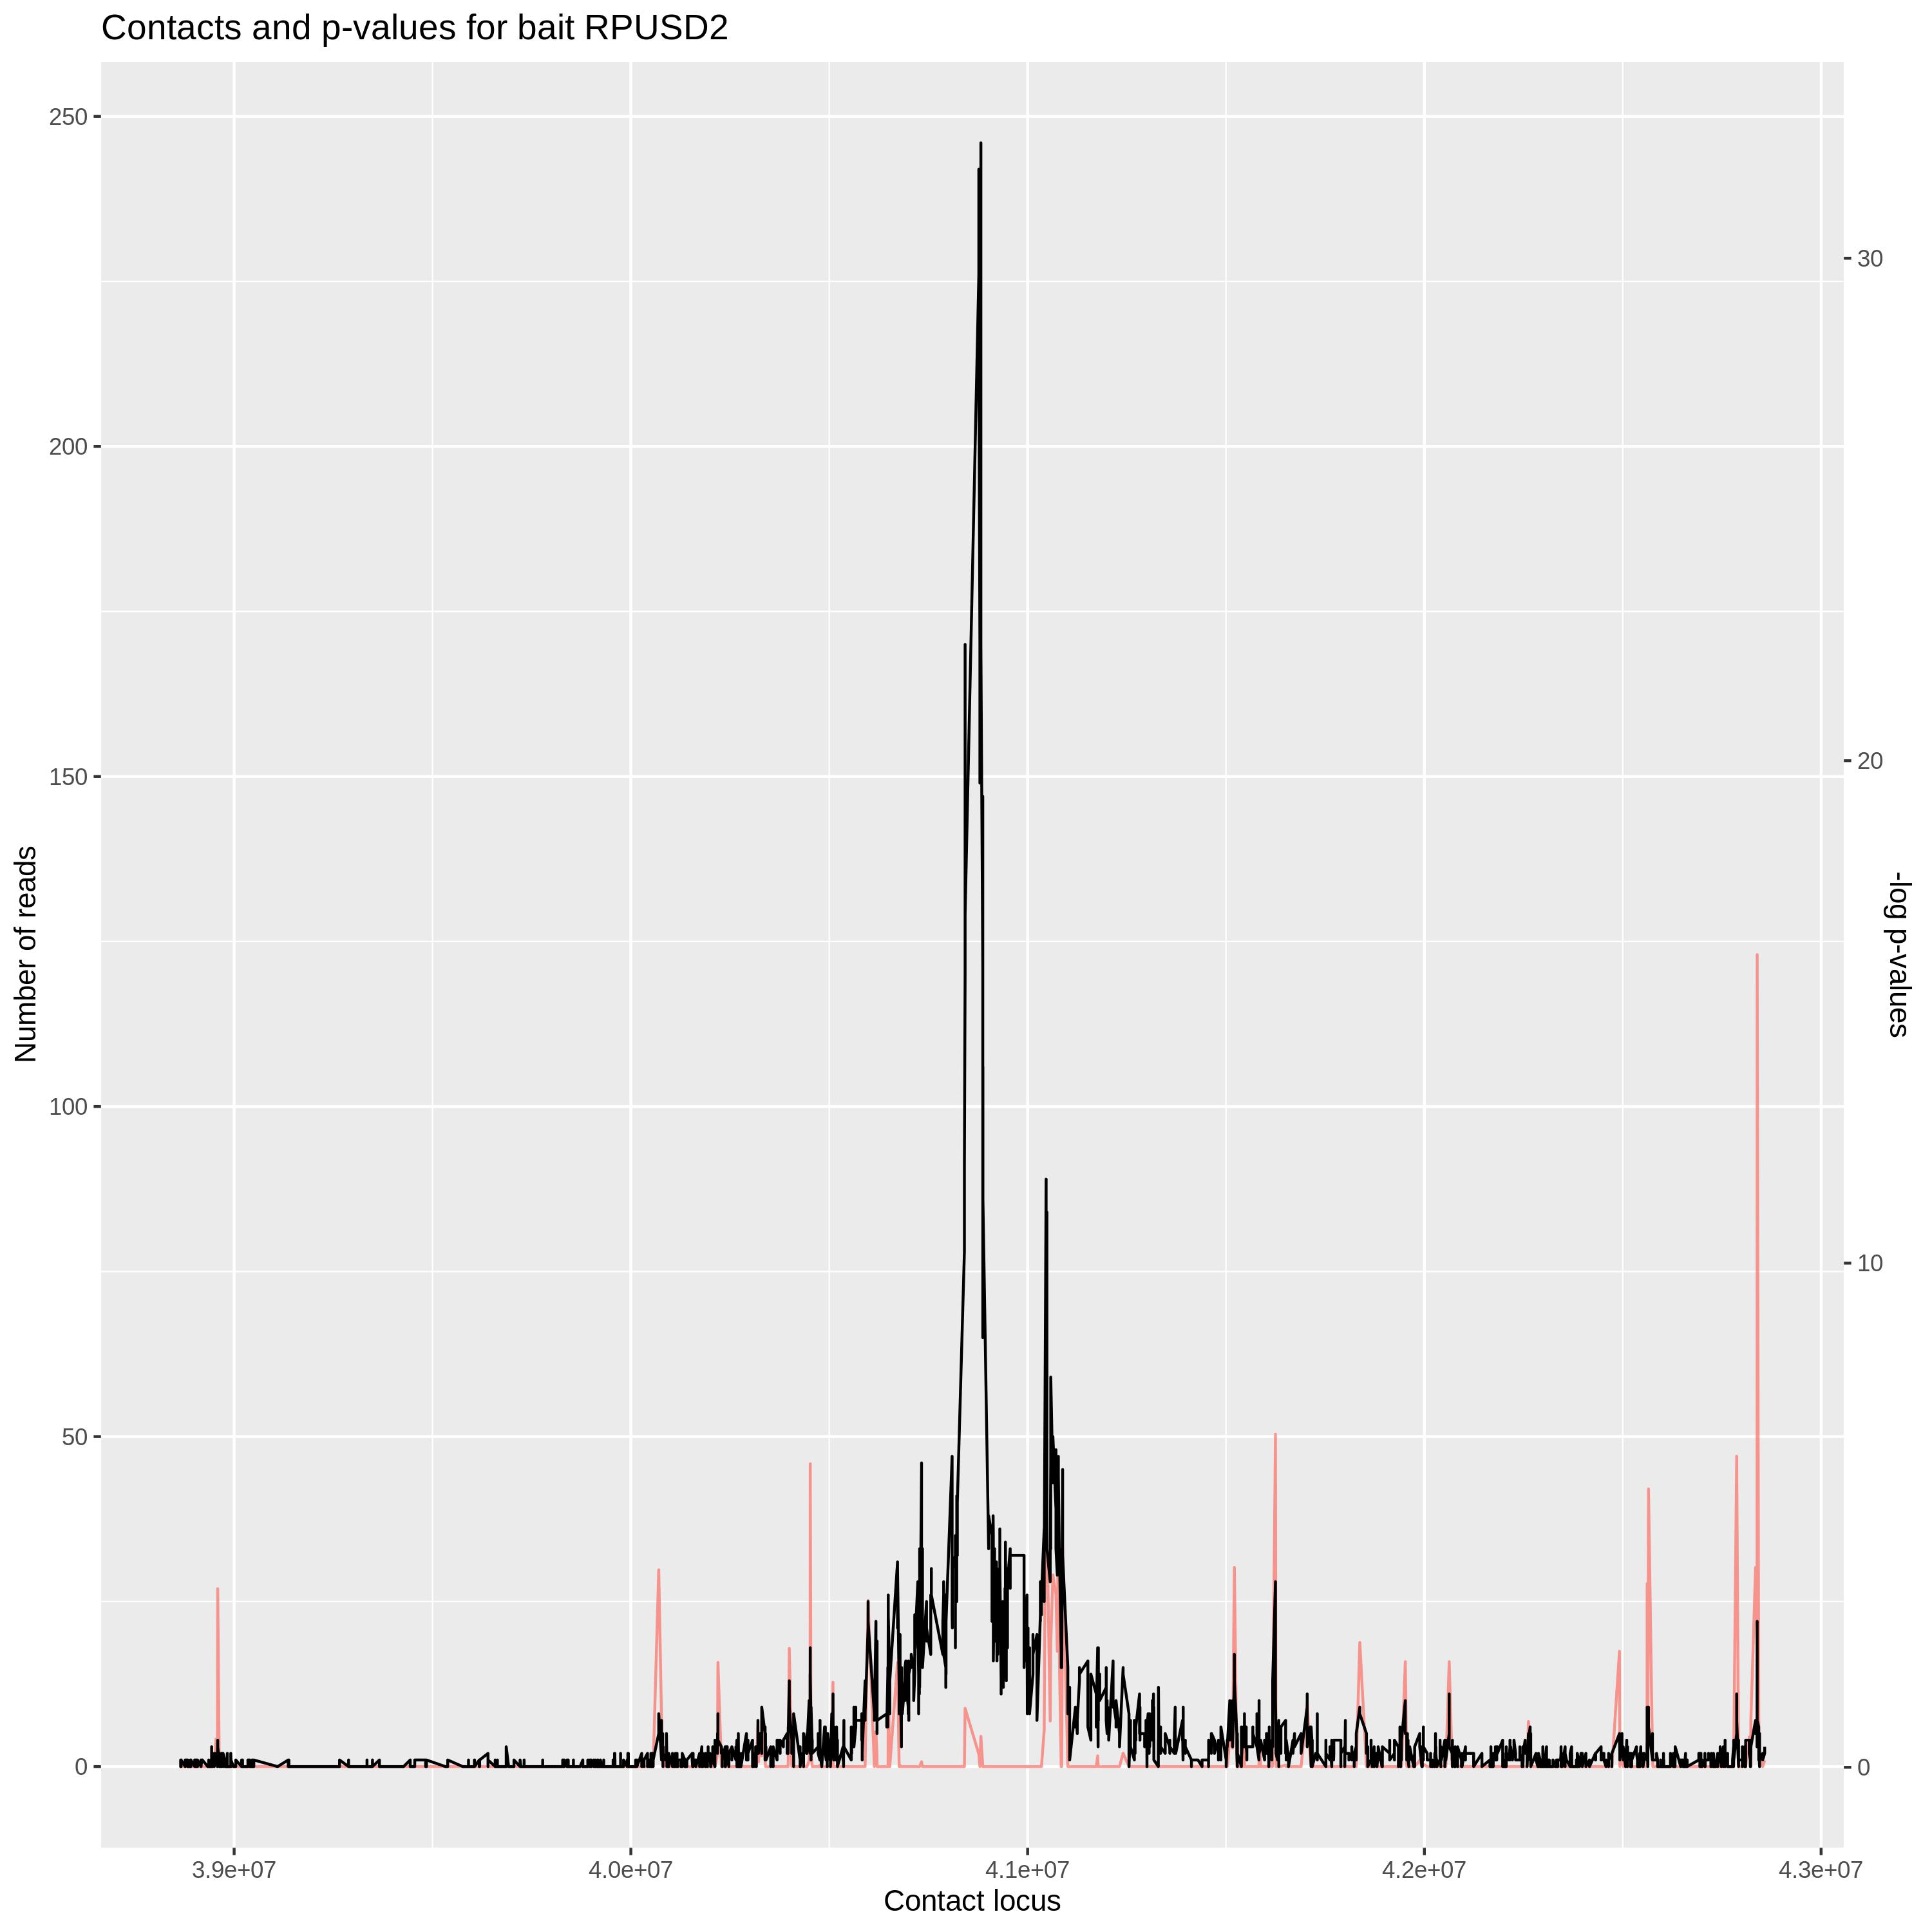 Contacts and p-values for bait RPUSD2
250
200
150
100
50
0
Number of reads
30
20
10
0
-log p-values
3.9e+07 4.0e+07 4.1e+07 4.2e+07 4.3e+07
Contact locus